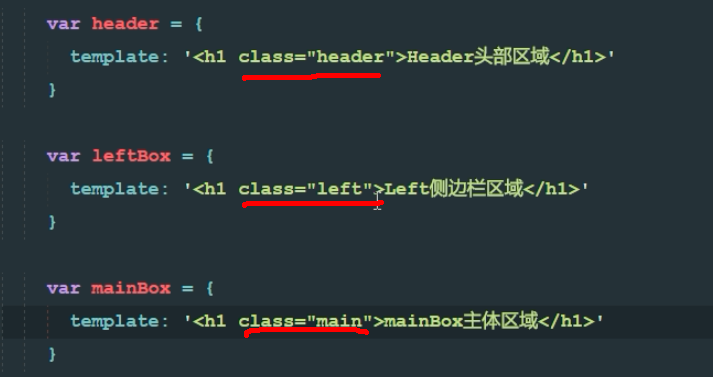 var header = {
template: '<h1 class="header">Header头部区域</h1>'
}
var leftBox = {
template: '<h1 class="left">Left侧边栏区域</h1>'
}
var mainBox = {
template: '<h1 class="main">mainBox主体区域</h1>'
}